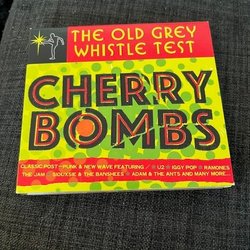 THE OLD GREY
WHISTLE TEST
CHERRY
BOMBS
CLASSIC POST-PUNK & NEW WAVE FEATURING U2 IGGY POP RAMONES
THE JAM SIOUXSIE & THE BANSHEES ADAM & THE ANTS AND MANY MORE...